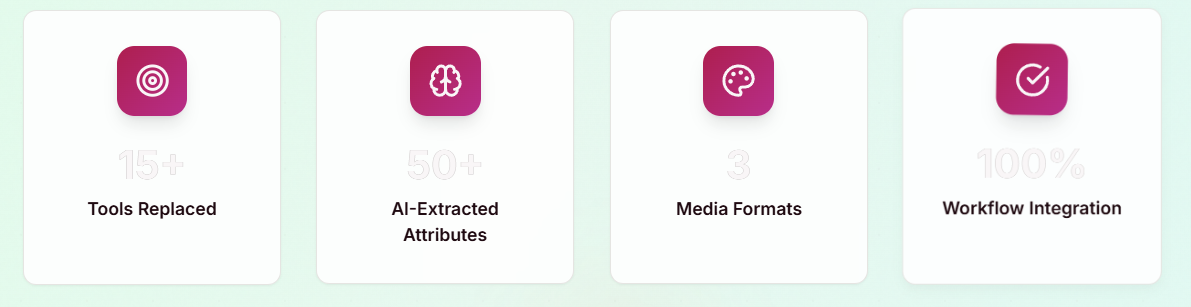 15+
Tools Replaced
50+
AI-Extracted
Attributes
3
Media Formats
100%
Workflow Integration